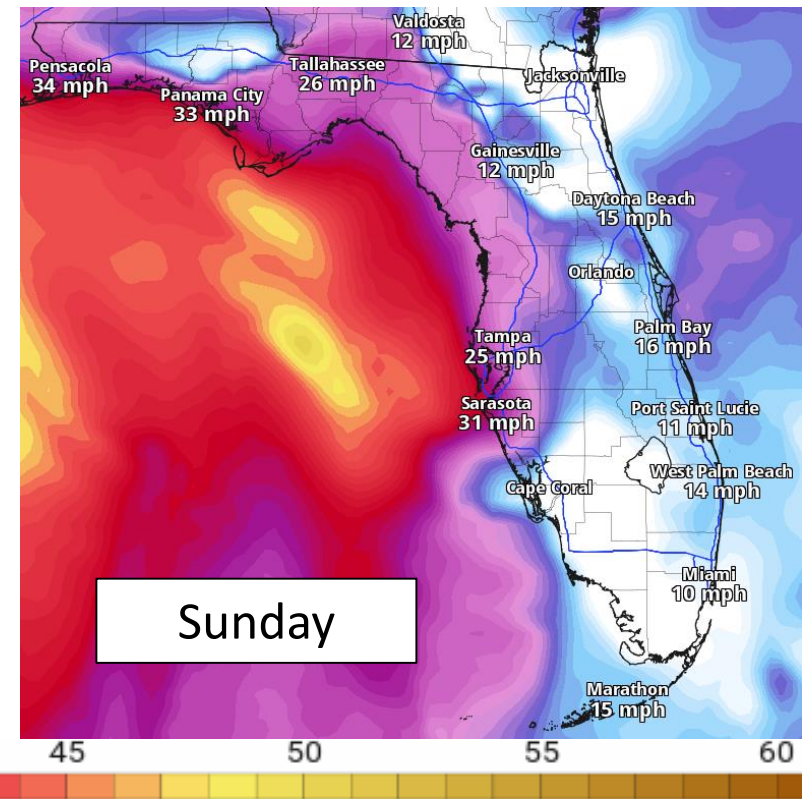 Valdosta
12 mph
Pensacola
34 mph
Tallahassee
26 mph
Jacksonville
Panama City
33 mph
Gainesville
12 mph
Daytona Beach
15 mph
Orlando
Tampa
25 mph
Palm Bay
16 mph
Sarasota
31 mph
Port Saint Lucie
11 mph
West Palm Beach
14 mph
Cape Coral
Miami
10 mph
Sunday
Marathon
15 mph
45 50 55 60